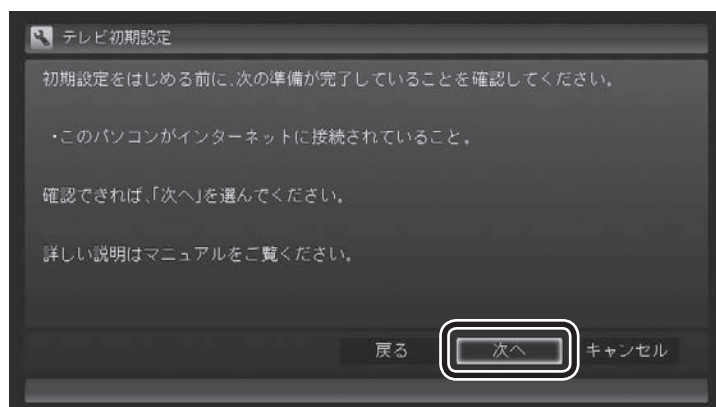 テレビ初期設定
初期設定をはじめる前に、次の準備が完了していることを確認してください。
・このパソコンがインターネットに接続されていること。
確認できれば、「次へ」を選んでください。
詳しい説明はマニュアルをご覧ください。
戻る 次へ キャンセル